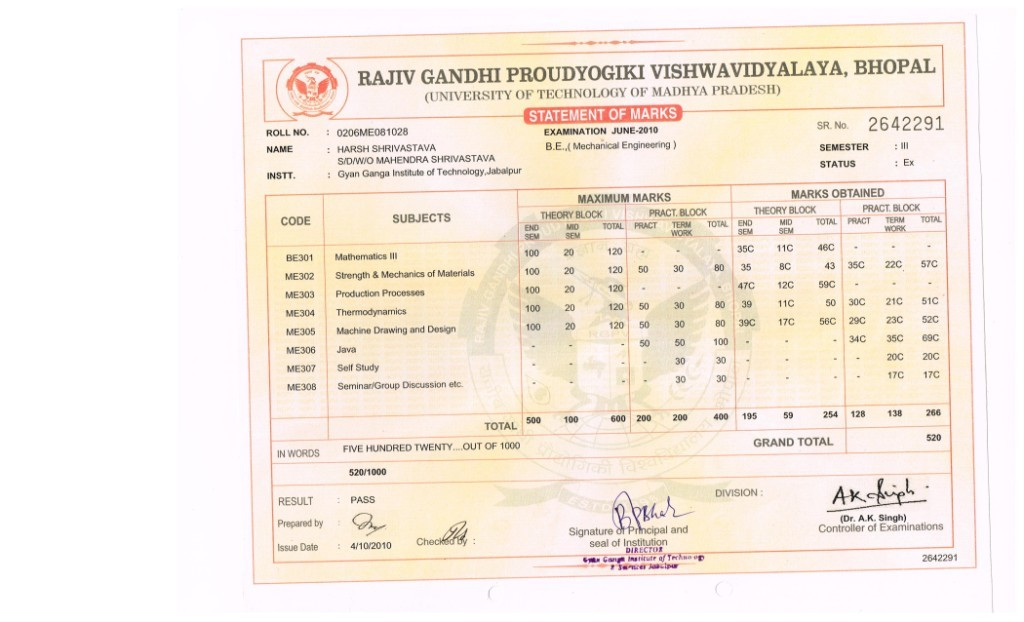 RAJIV GANDHI PROUDYOGIKI VISHWAVIDYALAYA, BHOPAL
(UNIVERSITY OF TECHNOLOGY OF MADHYA PRADESH)
STATEMENT OF MARKS
ROLL NO. : 0206ME081028 EXAMINATION JUNE-2010 SR. No. 2642291
NAME : HARSH SHRIVASTAVA B.E.,( Mechanical Engineering ) SEMESTER : III
S/D/W/O MAHENDRA SHRIVASTAVA STATUS : Ex
INSTT. : Gyan Ganga Institute of Technology,Jabalpur
MAXIMUM MARKS MARKS OBTAINED
CODE SUBJECTS THEORY BLOCK PRACT. BLOCK THEORY BLOCK PRACT. BLOCK
END SEM MID SEM TOTAL PRACT TERM WORK TOTAL END SEM MID SEM TOTAL PRACT TERM WORK TOTAL
BE301 Mathematics III 100 20 120 - - - 35C 11C 46C - - -
ME302 Strength & Mechanics of Materials 100 20 120 50 30 80 35 8C 43 35C 22C 57C
ME303 Production Processes 100 20 120 - - - 47C 12C 59C - - -
ME304 Thermodynamics 100 20 120 50 30 80 39 11C 50 30C 21C 51C
ME305 Machine Drawing and Design 100 20 120 50 30 80 39C 17C 56C 29C 23C 52C
ME306 Java - - - 50 50 100 - - - 34C 35C 69C
ME307 Self Study - - - - 30 30 - - - - 20C 20C
ME308 Seminar/Group Discussion etc. - - - - 30 30 - - - - 17C 17C
TOTAL 500 100 600 200 200 400 195 59 254 128 138 266
IN WORDS FIVE HUNDRED TWENTY....OUT OF 1000 GRAND TOTAL 520
520/1000
RESULT : PASS DIVISION :
A.K. Singh
(Dr. A.K. Singh)
Prepared by : Signature of Principal and Controller of Examinations
Checked by : seal of Institution
Issue Date : 4/10/2010
DIRECTOR
Gyan Ganga Institute of Technology
& Sciences Jabalpur
2642291